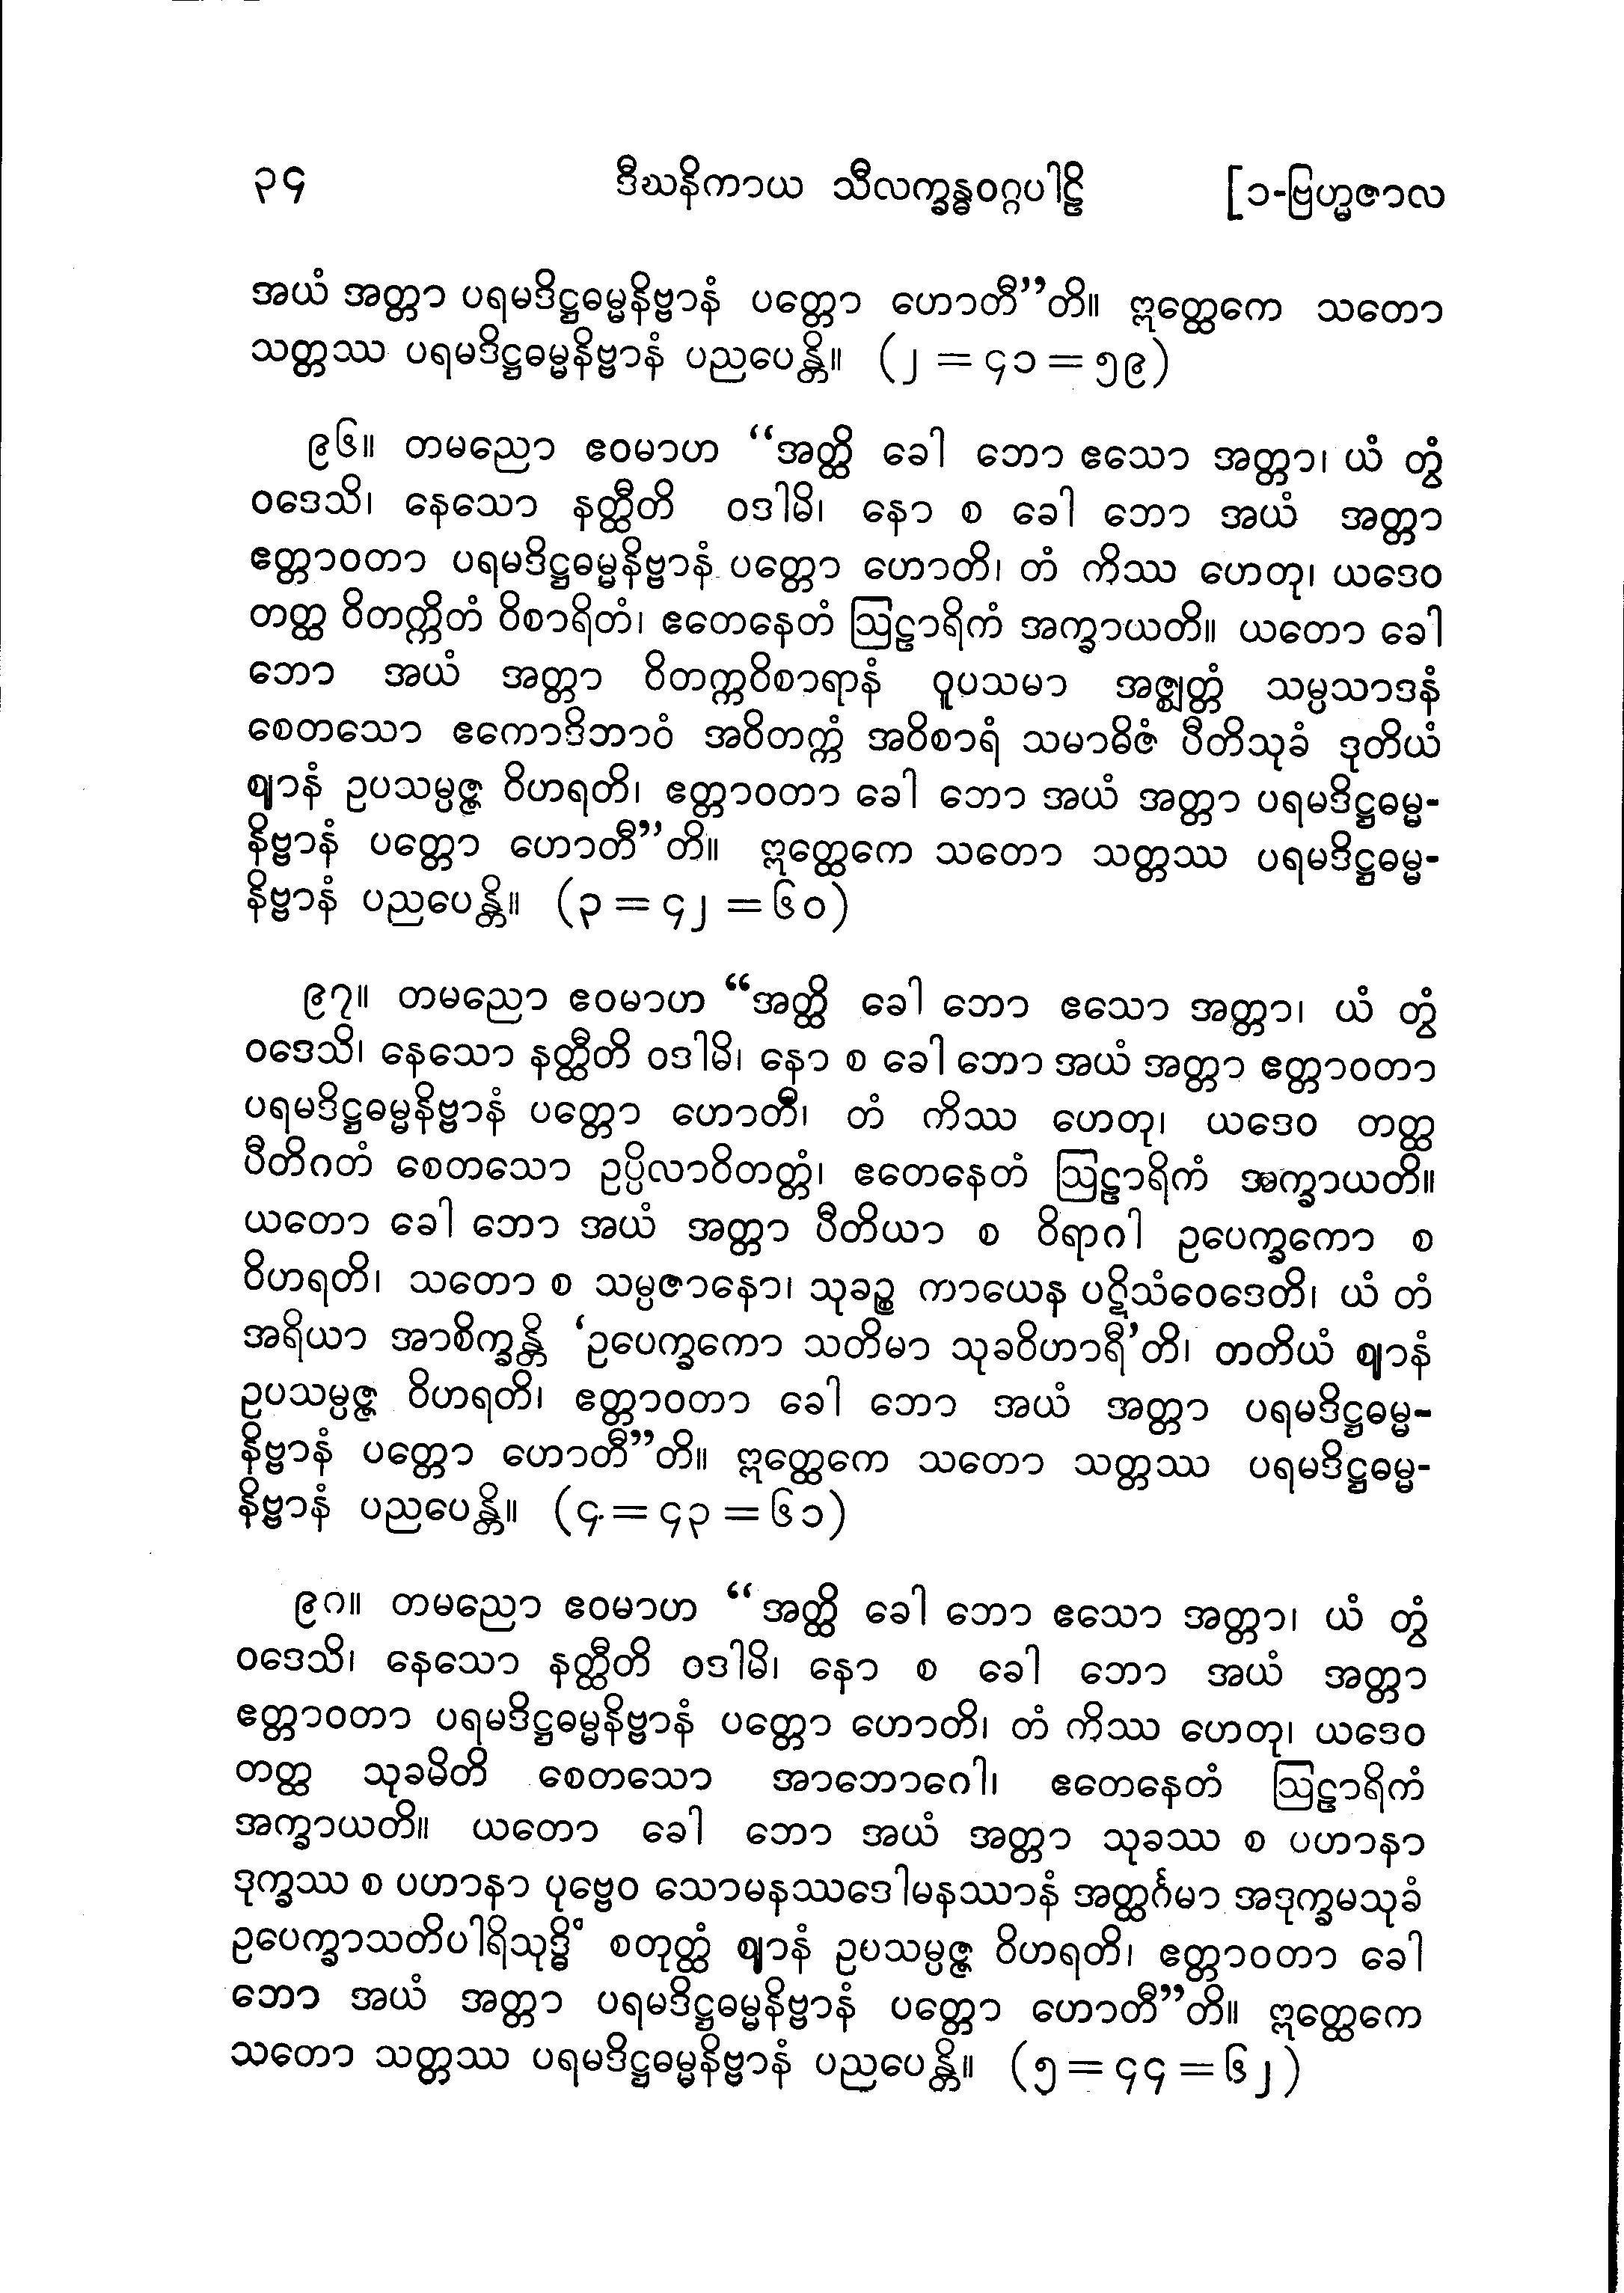 ၃၄ ဒီဃနိကာယ သီလက္ခန္ဓဝဂ္ဂပါဠိ [၁-ဗြဟ္မဇာလ
အယံ အတ္တာ ပရမဒိဋ္ဌဓမ္မနိဗ္ဗာနံ ပတ္တော ဟောတီ”တိ။ ဣတ္ထေကေ သတော
သတ္တဿ ပရမဒိဋ္ဌဓမ္မနိဗ္ဗာနံ ပညပေန္တိ။ (၂ = ၄၁ = ၅၉)
၉၆။ တမညော ဧဝမာဟ “အတ္ထိ ခေါ ဘော ဧသော အတ္တာ၊ ယံ တွံ
ဝဒေသိ၊ နေသော နတ္ထီတိ ဝဒါမိ၊ နော စ ခေါ ဘော အယံ အတ္တာ
ဧတ္တာဝတာ ပရမဒိဋ္ဌဓမ္မနိဗ္ဗာနံ ပတ္တော ဟောတိ၊ တံ ကိဿ ဟေတု၊ ယဒေဝ
တတ္ထ ဝိတက္ကိတံ ဝိစာရိတံ၊ ဧတေနေတံ ဩဠာရိကံ အက္ခာယတိ။ ယတော ခေါ
ဘော အယံ အတ္တာ ဝိတက္ကဝိစာရာနံ ဝူပသမာ အဇ္ဈတ္တံ သမ္ပသာဒနံ
စေတသော ဧကောဒိဘာဝံ အဝိတက္ကံ အဝိစာရံ သမာဓိဇံ ပီတိသုခံ ဒုတိယံ
ဈာနံ ဥပသမ္ပဇ္ဇ ဝိဟရတိ၊ ဧတ္တာဝတာ ခေါ ဘော အယံ အတ္တာ ပရမဒိဋ္ဌဓမ္မ-
နိဗ္ဗာနံ ပတ္တော ဟောတီ”တိ။ ဣတ္ထေကေ သတော သတ္တဿ ပရမဒိဋ္ဌဓမ္မ-
နိဗ္ဗာနံ ပညပေန္တိ။ (၃ = ၄၂ = ၆၀)
၉၇။ တမညော ဧဝမာဟ “အတ္ထိ ခေါ ဘော ဧသော အတ္တာ၊ ယံ တွံ
ဝဒေသိ၊ နေသော နတ္ထီတိ ဝဒါမိ၊ နော စ ခေါ ဘော အယံ အတ္တာ ဧတ္တာဝတာ
ပရမဒိဋ္ဌဓမ္မနိဗ္ဗာနံ ပတ္တော ဟောတိ၊ တံ ကိဿ ဟေတု၊ ယဒေဝ တတ္ထ
ပီတိဂတံ စေတသော ဥပ္ပိလာဝိတတ္တံ၊ ဧတေနေတံ ဩဠာရိကံ အက္ခာယတိ။
ယတော ခေါ ဘော အယံ အတ္တာ ပီတိယာ စ ဝိရာဂါ ဥပေက္ခကော စ
ဝိဟရတိ၊ သတော စ သမ္ပဇာနော၊ သုခဉ္စ ကာယေန ပဋိသံဝေဒေတိ၊ ယံ တံ
အရိယာ အာစိက္ခန္တိ ‘ဥပေက္ခကော သတိမာ သုခဝိဟာရီ’တိ၊ တတိယံ ဈာနံ
ဥပသမ္ပဇ္ဇ ဝိဟရတိ၊ ဧတ္တာဝတာ ခေါ ဘော အယံ အတ္တာ ပရမဒိဋ္ဌဓမ္မ-
နိဗ္ဗာနံ ပတ္တော ဟောတီ”တိ။ ဣတ္ထေကေ သတော သတ္တဿ ပရမဒိဋ္ဌဓမ္မ-
နိဗ္ဗာနံ ပညပေန္တိ။ (၄ = ၄၃ = ၆၁)
၉၈။ တမညော ဧဝမာဟ “အတ္ထိ ခေါ ဘော ဧသော အတ္တာ၊ ယံ တွံ
ဝဒေသိ၊ နေသော နတ္ထီတိ ဝဒါမိ၊ နော စ ခေါ ဘော အယံ အတ္တာ
ဧတ္တာဝတာ ပရမဒိဋ္ဌဓမ္မနိဗ္ဗာနံ ပတ္တော ဟောတိ၊ တံ ကိဿ ဟေတု၊ ယဒေဝ
တတ္ထ သုခမိတိ စေတသော အာဘောဂေါ၊ ဧတေနေတံ ဩဠာရိကံ
အက္ခာယတိ။ ယတော ခေါ ဘော အယံ အတ္တာ သုခဿ စ ပဟာနာ
ဒုက္ခဿ စ ပဟာနာ ပုဗ္ဗေဝ သောမနဿဒေါမနဿာနံ အတ္ထင်္ဂမာ အဒုက္ခမသုခံ
ဥပေက္ခာသတိပါရိသုဒ္ဓိံ စတုတ္ထံ ဈာနံ ဥပသမ္ပဇ္ဇ ဝိဟရတိ၊ ဧတ္တာဝတာ ခေါ
ဘော အယံ အတ္တာ ပရမဒိဋ္ဌဓမ္မနိဗ္ဗာနံ ပတ္တော ဟောတီ”တိ။ ဣတ္ထေကေ
သတော သတ္တဿ ပရမဒိဋ္ဌဓမ္မနိဗ္ဗာနံ ပညပေန္တိ။ (၅ = ၄၄ = ၆၂)